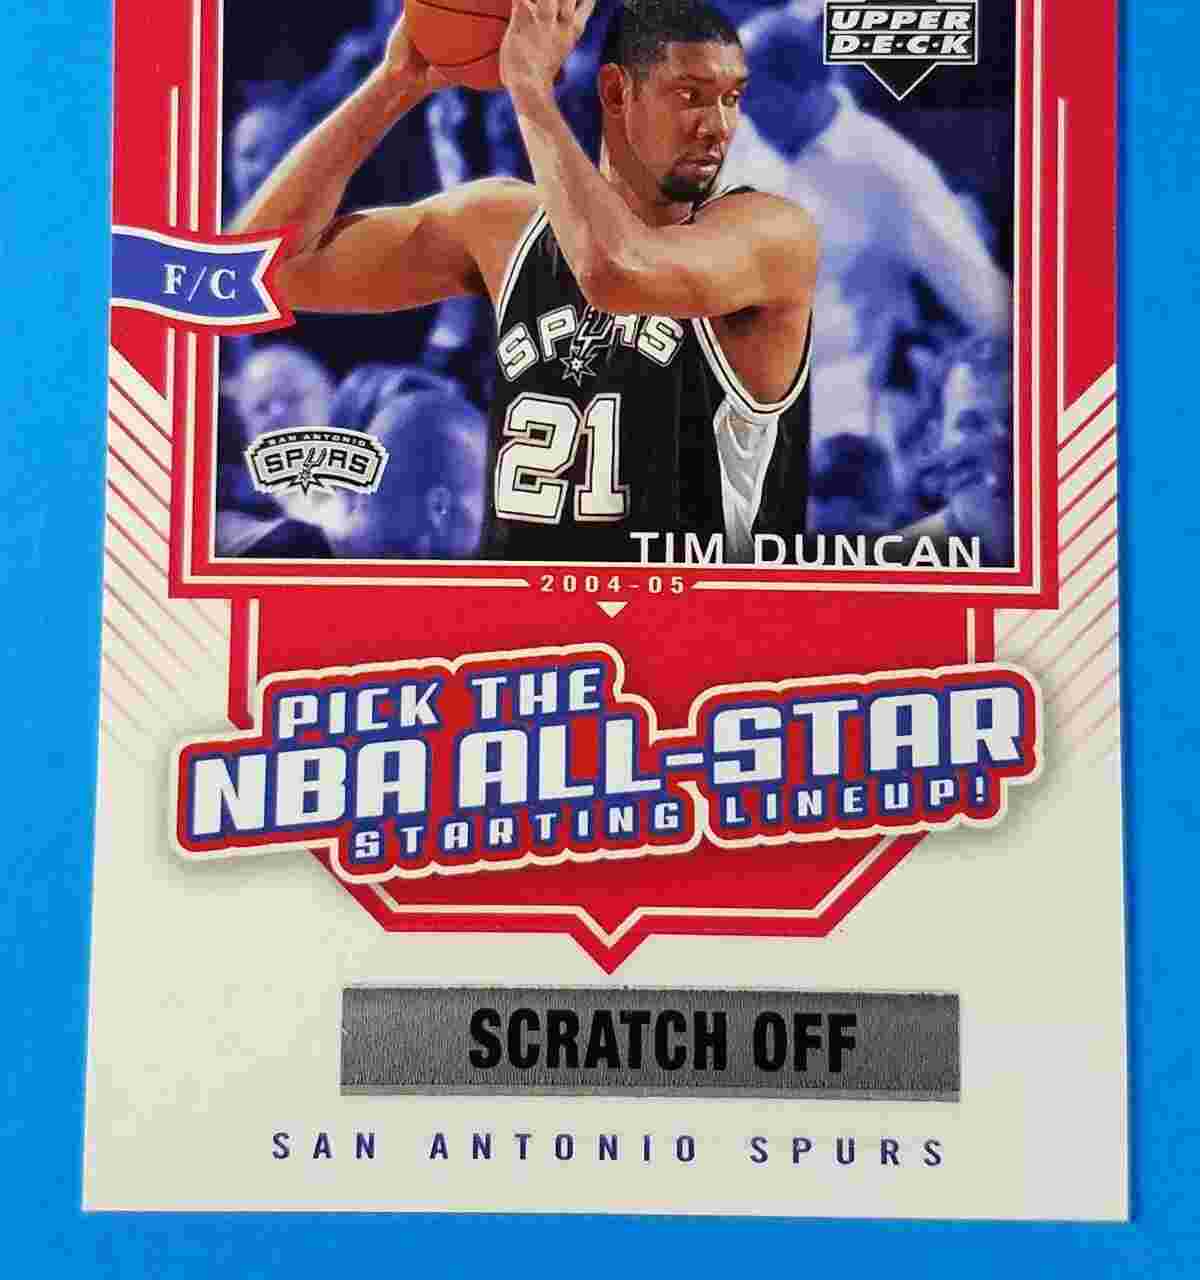 UPPER
D·E·C·K
F/C
SPURS
21
SAN ANTONIO
SPURS
TIM DUNCAN
2004-05
PICK THE
NBA ALL-STAR
STARTING LINEUP!
SCRATCH OFF
SAN ANTONIO SPURS